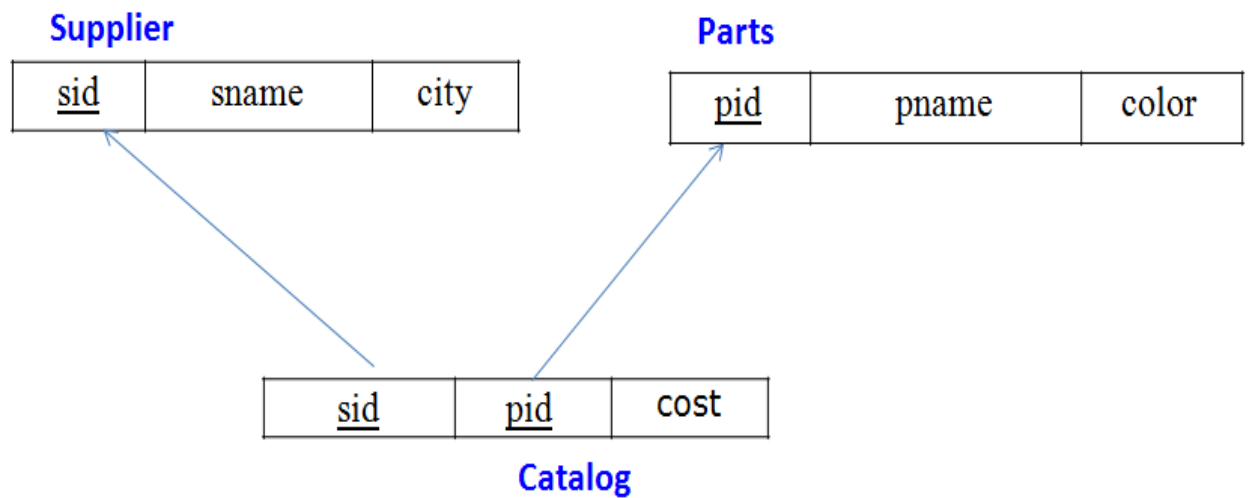 Supplier
sid sname city
Parts
pid pname color
sid pid cost
Catalog